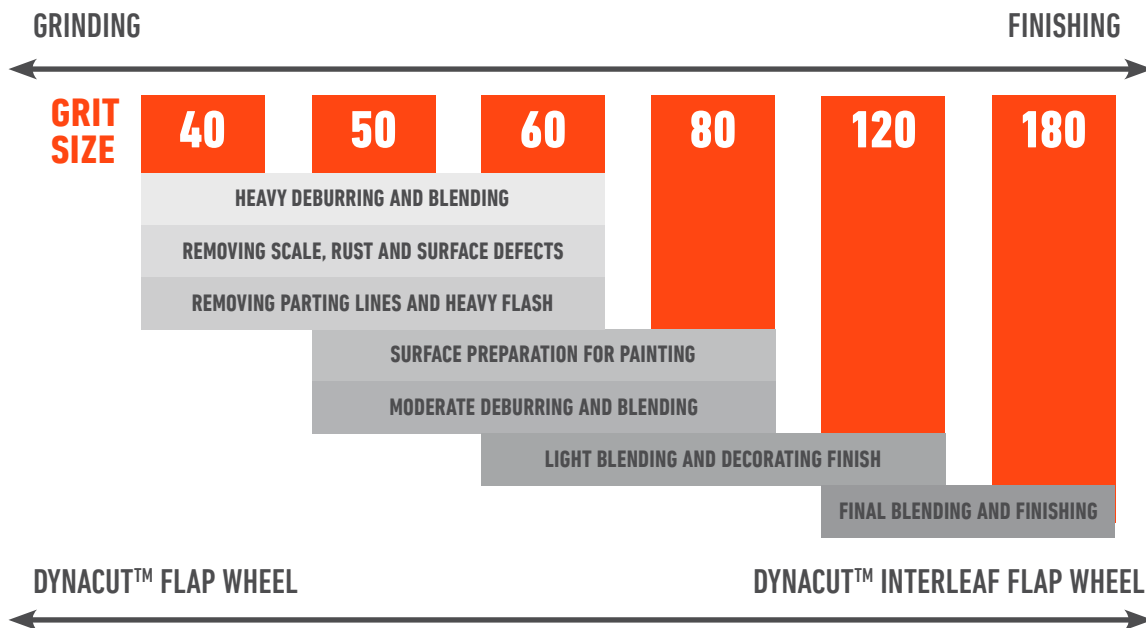 GRINDING
FINISHING
GRIT
SIZE
40
50
60
80
120
180
HEAVY DEBURRING AND BLENDING
REMOVING SCALE, RUST AND SURFACE DEFECTS
REMOVING PARTING LINES AND HEAVY FLASH
SURFACE PREPARATION FOR PAINTING
MODERATE DEBURRING AND BLENDING
LIGHT BLENDING AND DECORATING FINISH
FINAL BLENDING AND FINISHING
DYNACUT™ FLAP WHEEL
DYNACUT™ INTERLEAF FLAP WHEEL